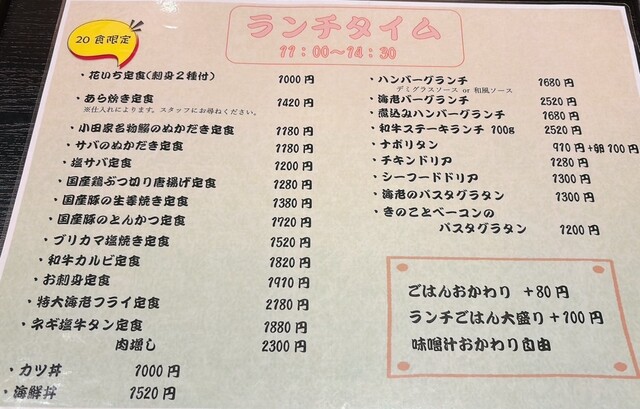 20食限定
ランチタイム
11：00～14：30
・花いち定食(刺身２種付) 1000円
・あら炊き定食 1420円
※仕入れによります。スタッフにお尋ねください。
・小田家名物鰯のぬかだき定食 1180円
・サバのぬかだき定食 1180円
・塩サバ定食 1200円
・国産鶏ぶつ切り唐揚げ定食 1280円
・国産豚の生姜焼き定食 1380円
・国産豚のとんかつ定食 1720円
・ブリカマ塩焼き定食 1520円
・和牛カルビ定食 1820円
・お刺身定食 1970円
・特大海老フライ定食 2180円
・ネギ塩牛タン定食 1880円
肉増し 2300円
・カツ丼 1000円
・海鮮丼 1520円
・ハンバーグランチ 1680円
デミグラスソース or 和風ソース
・海老バーグランチ 2520円
・煮込みハンバーグランチ 1680円
・和牛ステーキランチ 100g 2520円
・ナポリタン 970円+卵100円
・チキンドリア 1280円
・シーフードドリア 1300円
・海老のパスタグラタン 1300円
・きのことベーコンの
パスタグラタン 1200円
ごはんおかわり +80円
ランチごはん大盛り +100円
味噌汁おかわり自由